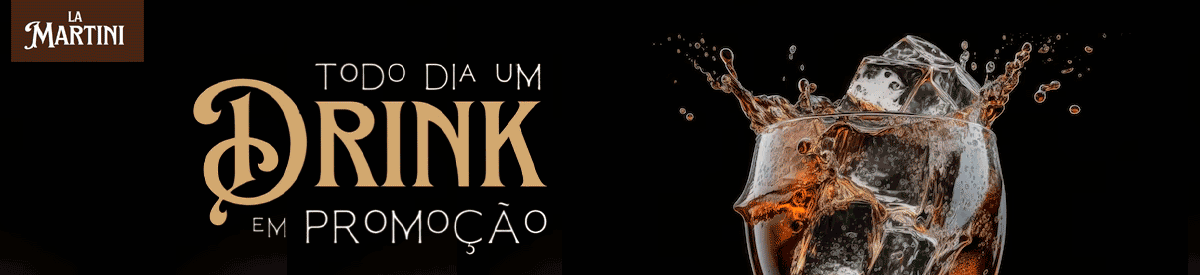 LA
MARTINI
TODO DIA UM
DRINK
EM PROMOÇÃO